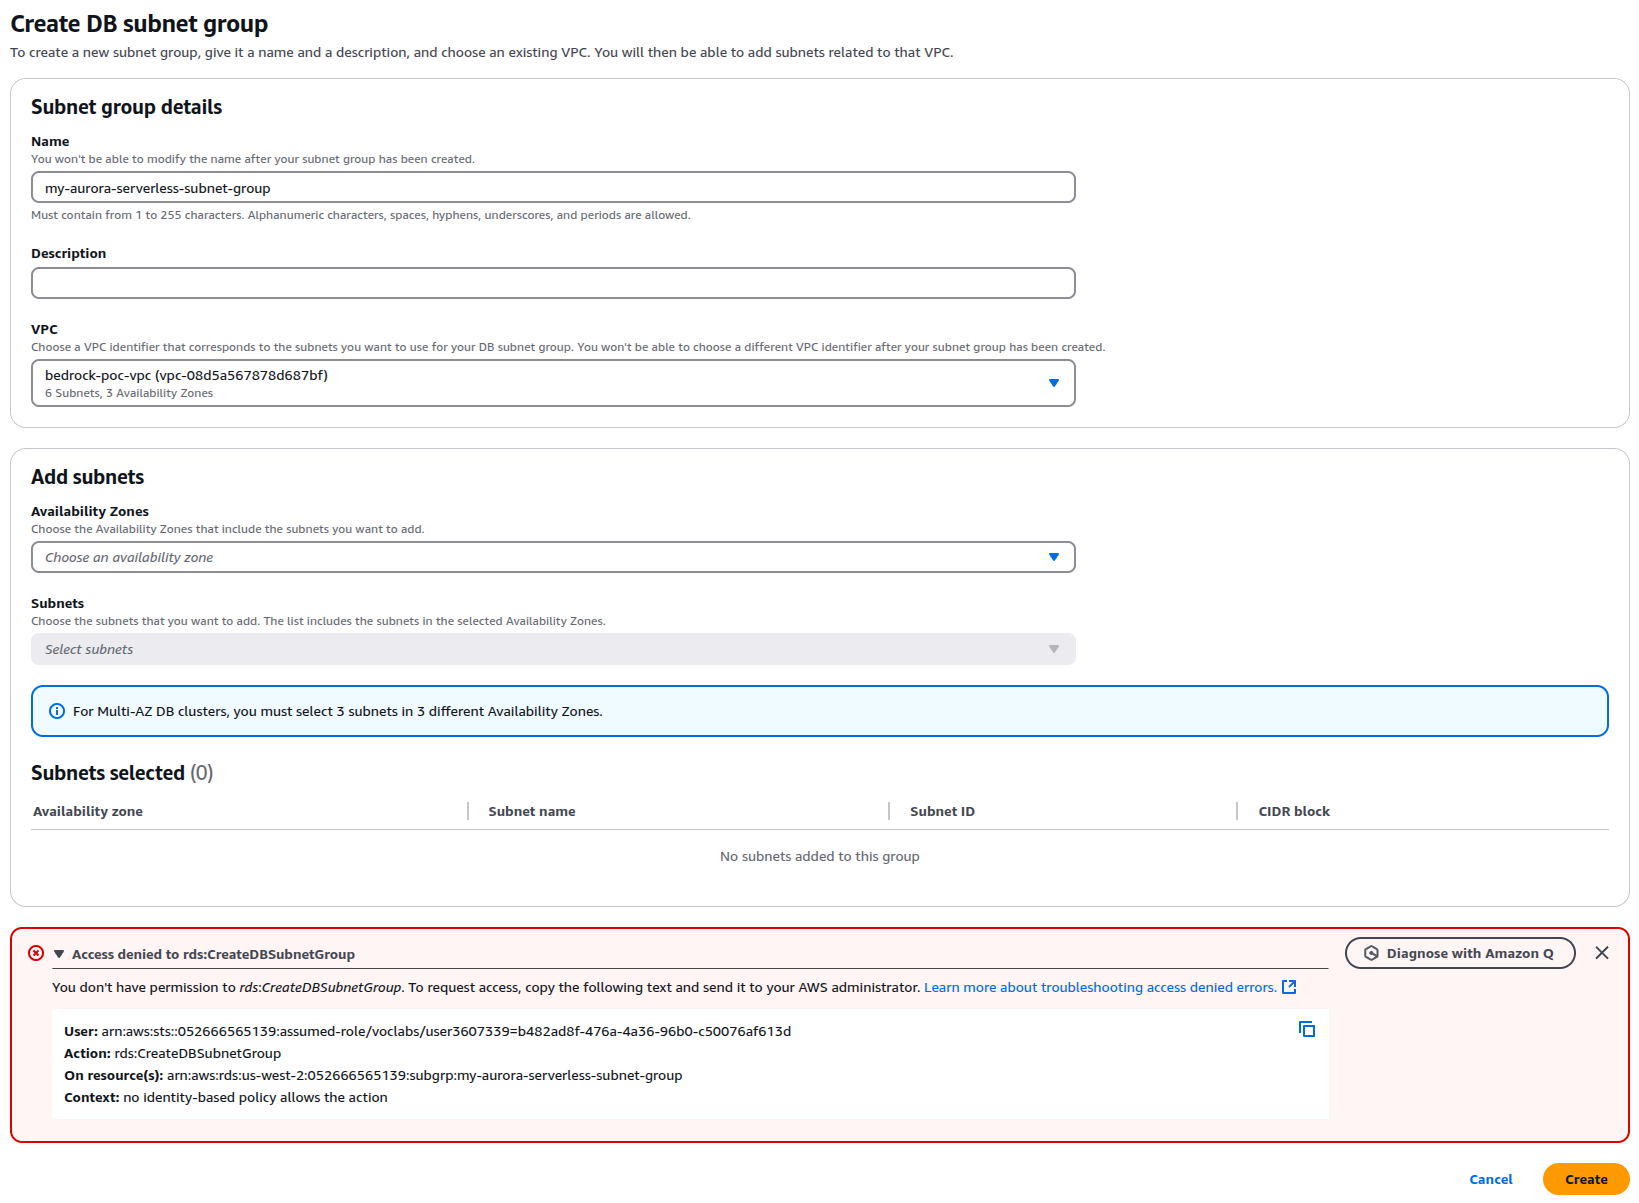 Create DB subnet group
To create a new subnet group, give it a name and a description, and choose an existing VPC. You will then be able to add subnets related to that VPC.
Subnet group details
Name
You won't be able to modify the name after your subnet group has been created.
my-aurora-serverless-subnet-group
Must contain from 1 to 255 characters. Alphanumeric characters, spaces, hyphens, underscores, and periods are allowed.
Description
VPC
Choose a VPC identifier that corresponds to the subnets you want to use for your DB subnet group. You won't be able to choose a different VPC identifier after your subnet group has been created.
bedrock-poc-vpc (vpc-08d5a567878d687bf)
6 Subnets, 3 Availability Zones
Add subnets
Availability Zones
Choose the Availability Zones that include the subnets you want to add.
Choose an availability zone
Subnets
Choose the subnets that you want to add. The list includes the subnets in the selected Availability Zones.
Select subnets
For Multi-AZ DB clusters, you must select 3 subnets in 3 different Availability Zones.
Subnets selected (0)
Availability zone Subnet name Subnet ID CIDR block
No subnets added to this group
Access denied to rds:CreateDBSubnetGroup Diagnose with Amazon Q
You don't have permission to rds:CreateDBSubnetGroup. To request access, copy the following text and send it to your AWS administrator. Learn more about troubleshooting access denied errors.
User: arn:aws:sts::052666565139:assumed-role/voclabs/user3607339=b482ad8f-476a-4a36-96b0-c50076af613d
Action: rds:CreateDBSubnetGroup
On resource(s): arn:aws:rds:us-west-2:052666565139:subgrp:my-aurora-serverless-subnet-group
Context: no identity-based policy allows the action
Cancel Create